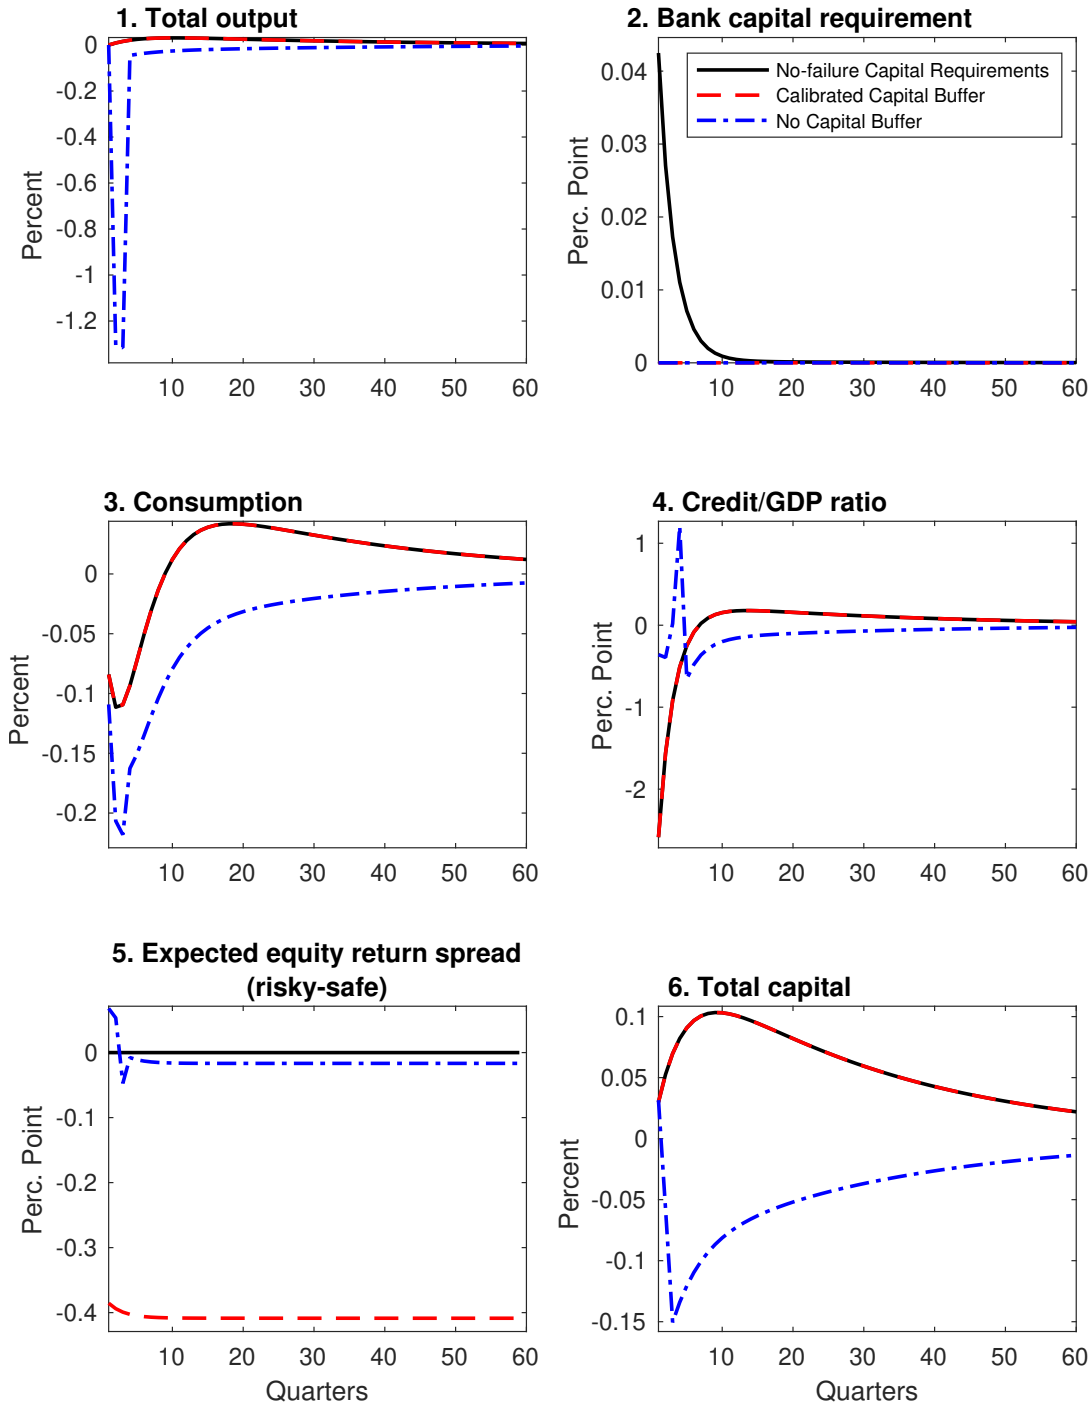 1. Total output
0
-0.2
-0.4
-0.6
-0.8
-1
-1.2
Percent
10 20 30 40 50 60
2. Bank capital requirement
0.04
0.03
0.02
0.01
0
Perc. Point
No-failure Capital Requirements
Calibrated Capital Buffer
No Capital Buffer
10 20 30 40 50 60
3. Consumption
0
-0.05
-0.1
-0.15
-0.2
Percent
10 20 30 40 50 60
4. Credit/GDP ratio
1
0
-1
-2
Perc. Point
10 20 30 40 50 60
5. Expected equity return spread
(risky-safe)
0
-0.1
-0.2
-0.3
-0.4
Perc. Point
10 20 30 40 50 60
Quarters
6. Total capital
0.1
0.05
0
-0.05
-0.1
-0.15
Percent
10 20 30 40 50 60
Quarters